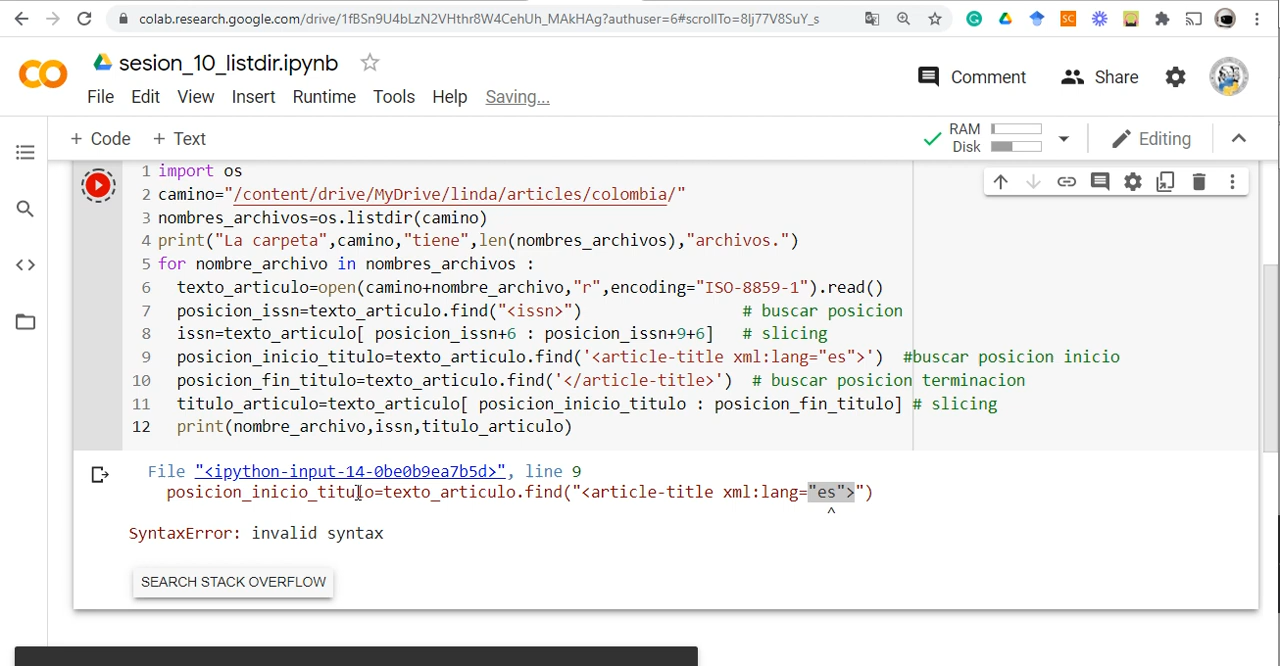 colab.research.google.com/drive/1fBSn9U4bLzN2VHthr8W4CehUh_MAkHAg?authuser=6#scrollTo=8Ij77V8SuY_s
SC
CO
sesion_10_listdir.ipynb
Comment
Share
File Edit View Insert Runtime Tools Help Saving...
+ Code + Text
RAM
Disk
Editing
1 import os
2 camino="/content/drive/MyDrive/linda/articles/colombia/"
3 nombres_archivos=os.listdir(camino)
4 print("La carpeta",camino,"tiene",len(nombres_archivos),"archivos.")
5 for nombre_archivo in nombres_archivos :
6 texto_articulo=open(camino+nombre_archivo,"r",encoding="ISO-8859-1").read()
7 posicion_issn=texto_articulo.find("<issn>") # buscar posicion
8 issn=texto_articulo[ posicion_issn+6 : posicion_issn+9+6] # slicing
9 posicion_inicio_titulo=texto_articulo.find('<article-title xml:lang="es">') #buscar posicion inicio
10 posicion_fin_titulo=texto_articulo.find('</article-title>') # buscar posicion terminacion
11 titulo_articulo=texto_articulo[ posicion_inicio_titulo : posicion_fin_titulo] # slicing
12 print(nombre_archivo,issn,titulo_articulo)
File "<ipython-input-14-0be0b9ea7b5d>", line 9
posicion_inicio_titulo=texto_articulo.find("<article-title xml:lang="es">")
^
SyntaxError: invalid syntax
SEARCH STACK OVERFLOW